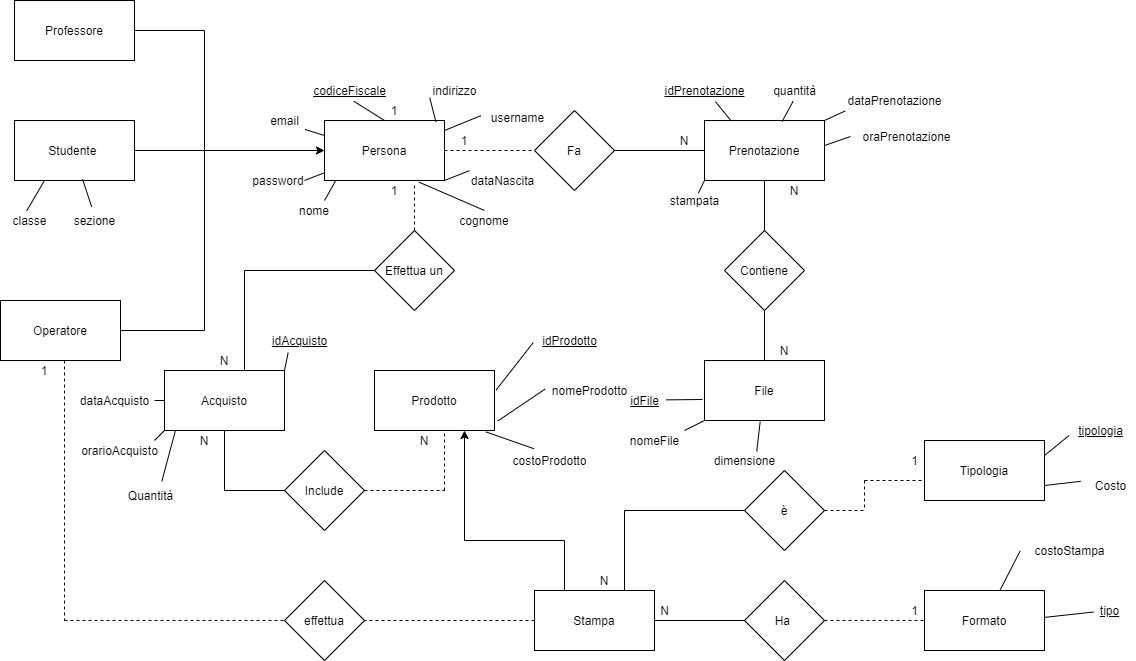 Professore
codiceFiscale
indirizzo
idPrenotazione
quantità
dataPrenotazione
email
1
username
oraPrenotazione
Studente
Persona
1
Fa
N
Prenotazione
password
1
dataNascita
N
classe
sezione
nome
cognome
stampata
Effettua un
Contiene
Operatore
idAcquisto
idProdotto
1
N
N
dataAcquisto
Acquisto
Prodotto
nomeProdotto
idFile
File
orarioAcquisto
N
N
costoProdotto
nomeFile
dimensione
tipologia
Quantità
Include
1
Tipologia
Costo
è
costoStampa
N
effettua
Stampa
N
Ha
1
Formato
tipo